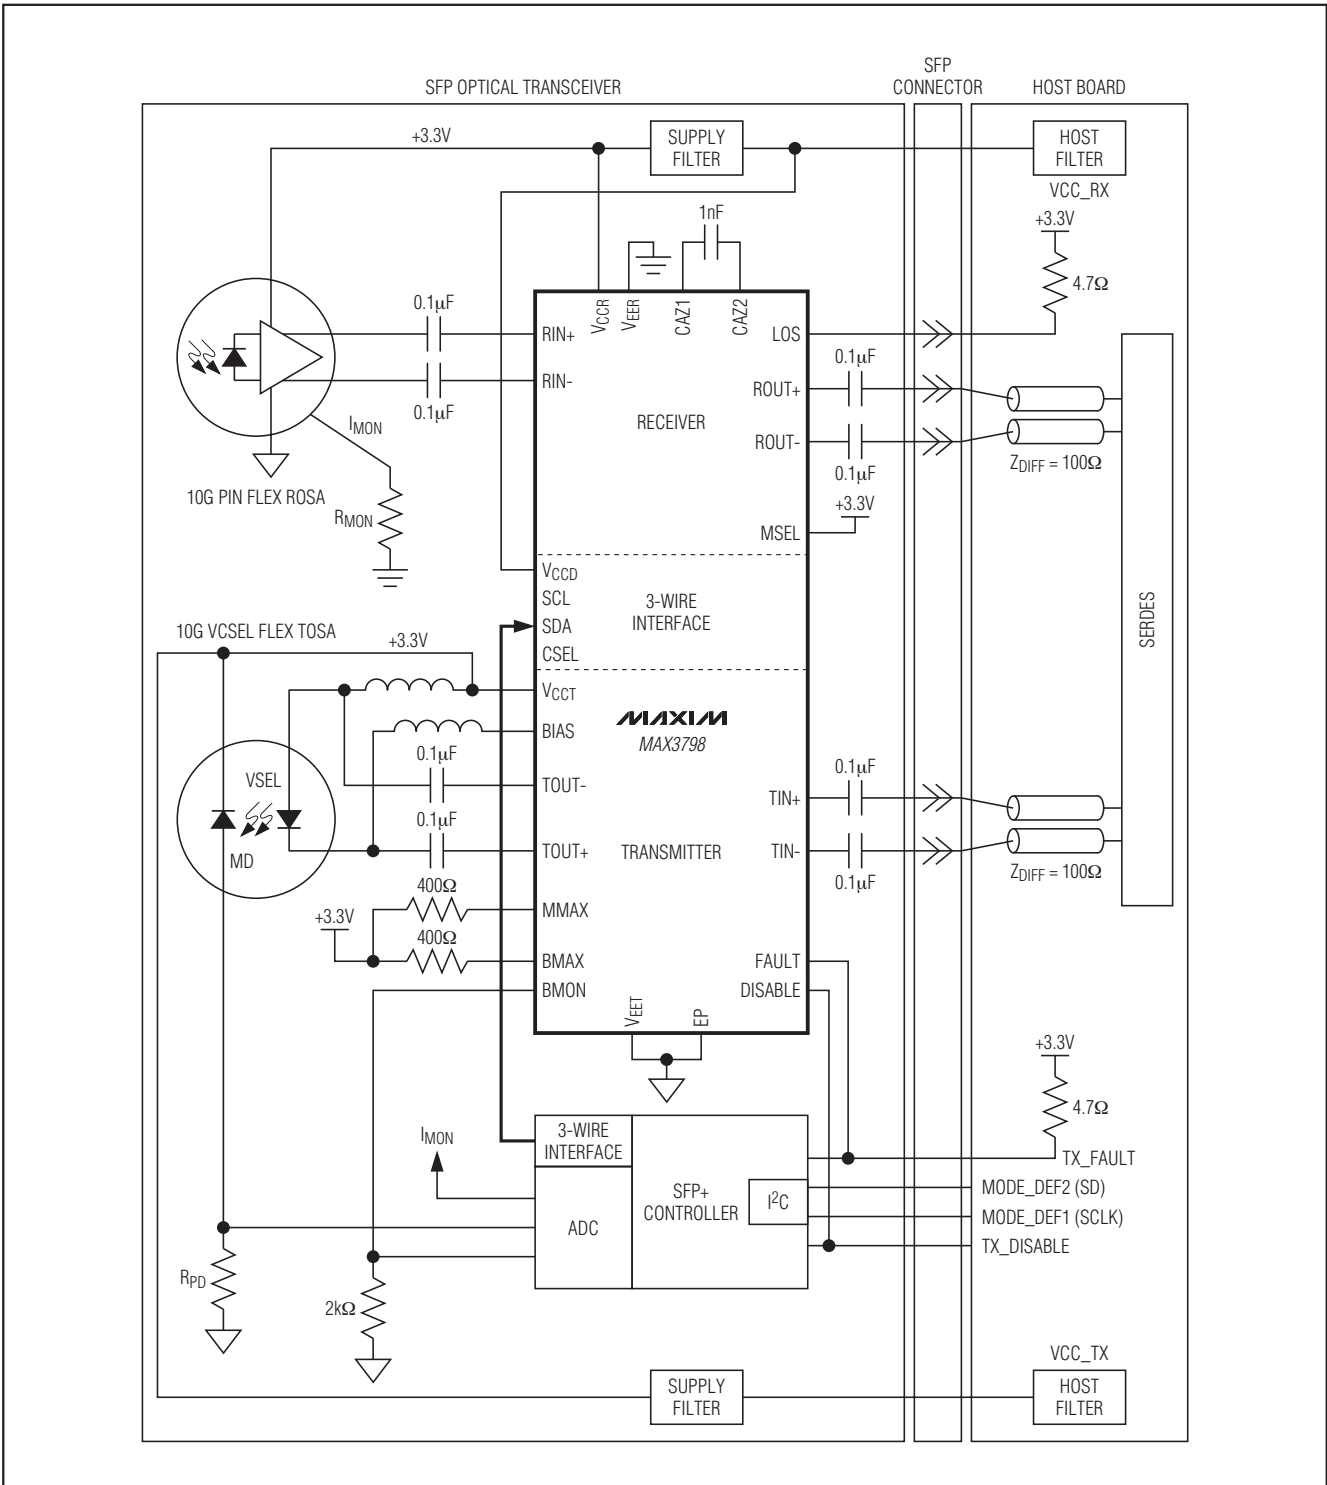 SFP OPTICAL TRANSCEIVER
SFP
CONNECTOR
HOST BOARD
+3.3V
SUPPLY
FILTER
HOST
FILTER
VCC_RX
+3.3V
4.7Ω
1nF
0.1μF
0.1μF
RIN+
RIN-
VCCR
VEER
CAZ1
CAZ2
LOS
ROUT+
ROUT-
0.1μF
0.1μF
RECEIVER
ZDIFF = 100Ω
IMON
10G PIN FLEX ROSA
RMON
MSEL
+3.3V
VCCD
SCL
SDA
CSEL
3-WIRE
INTERFACE
SERDES
10G VCSEL FLEX TOSA
+3.3V
VCCT
BIAS
MAXIM
MAX3798
0.1μF
TOUT-
0.1μF
TOUT+
VSEL
MD
TRANSMITTER
0.1μF
TIN+
TIN-
0.1μF
ZDIFF = 100Ω
400Ω
MMAX
+3.3V
400Ω
BMAX
BMON
FAULT
DISABLE
VEET
EP
+3.3V
4.7Ω
3-WIRE
INTERFACE
IMON
ADC
SFP+
CONTROLLER
I2C
TX_FAULT
MODE_DEF2 (SD)
MODE_DEF1 (SCLK)
TX_DISABLE
RPD
2kΩ
SUPPLY
FILTER
VCC_TX
HOST
FILTER